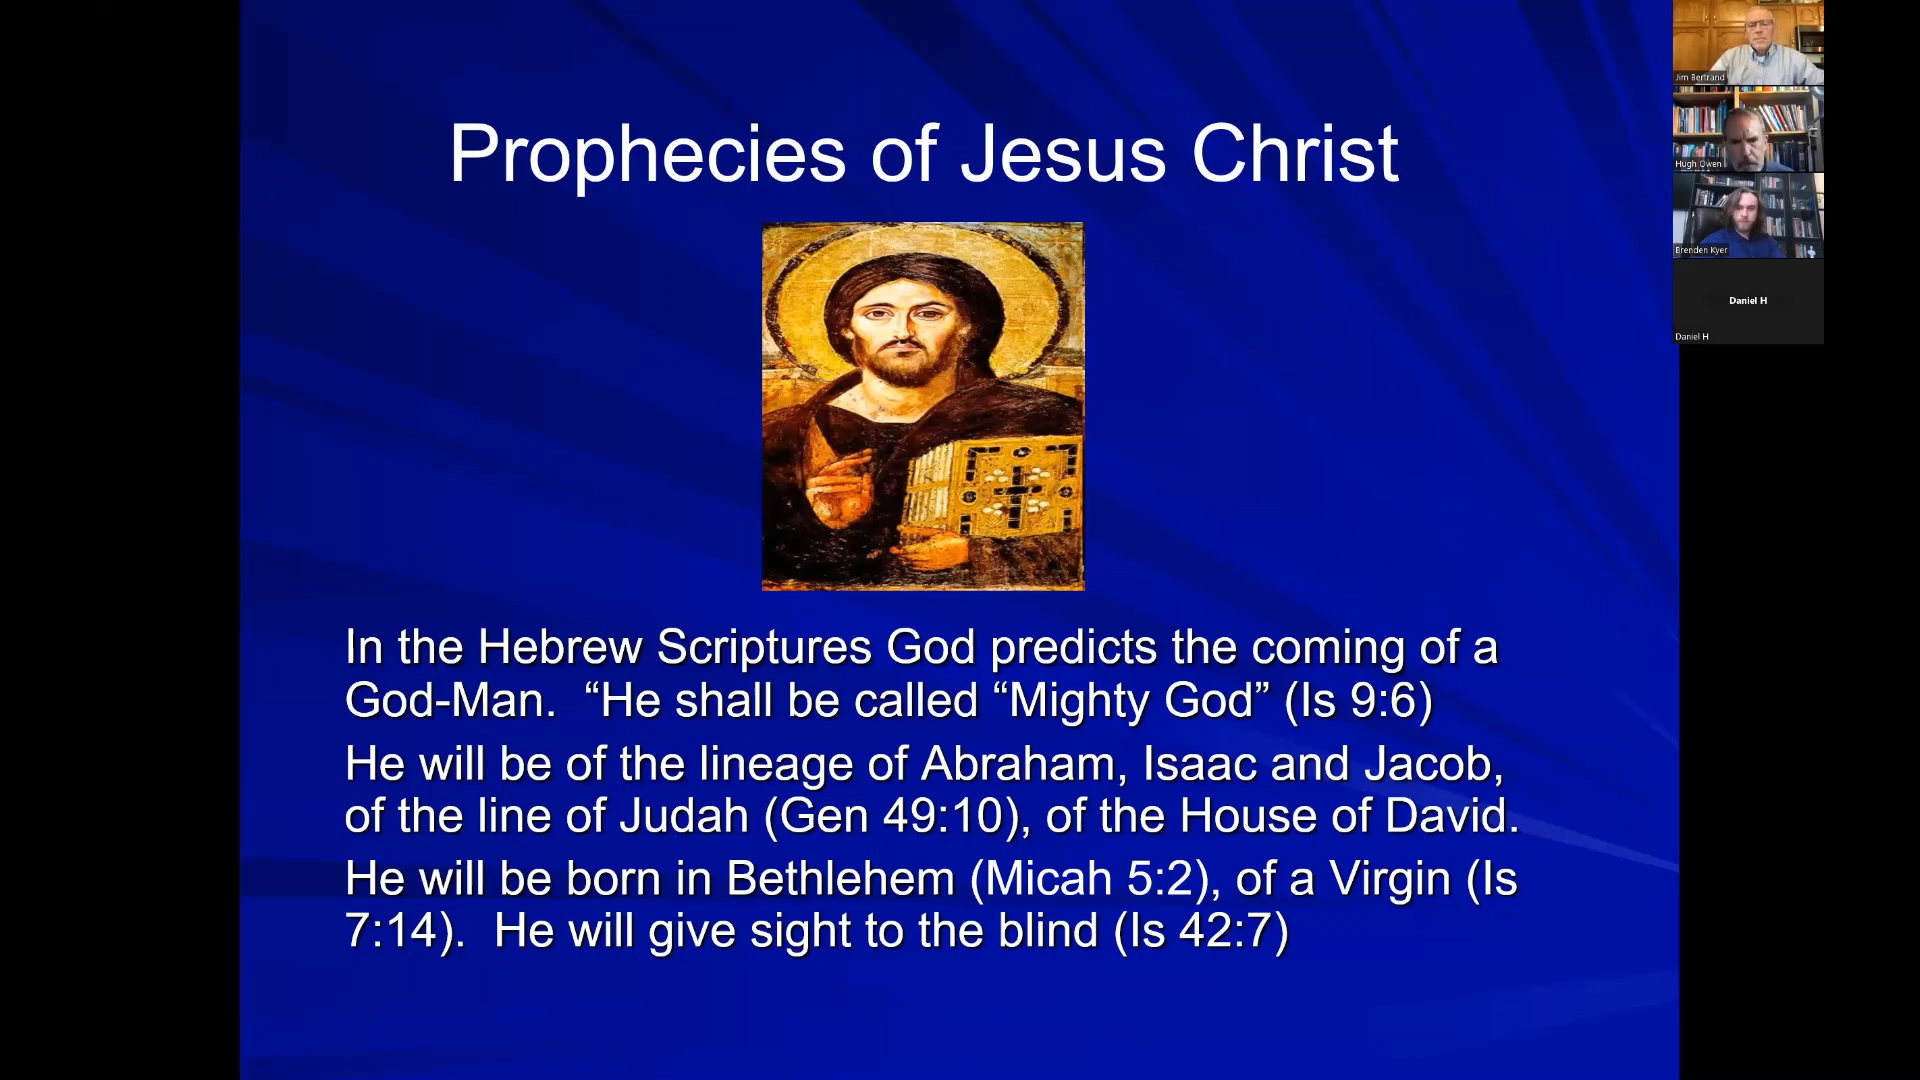 Prophecies of Jesus Christ
In the Hebrew Scriptures God predicts the coming of a
God-Man.  “He shall be called “Mighty God” (Is 9:6)
He will be of the lineage of Abraham, Isaac and Jacob,
of the line of Judah (Gen 49:10), of the House of David.
He will be born in Bethlehem (Micah 5:2), of a Virgin (Is
7:14).  He will give sight to the blind (Is 42:7)
Jim Bertrand
Hugh Owen
Brenden Kyer
Daniel H
Daniel H